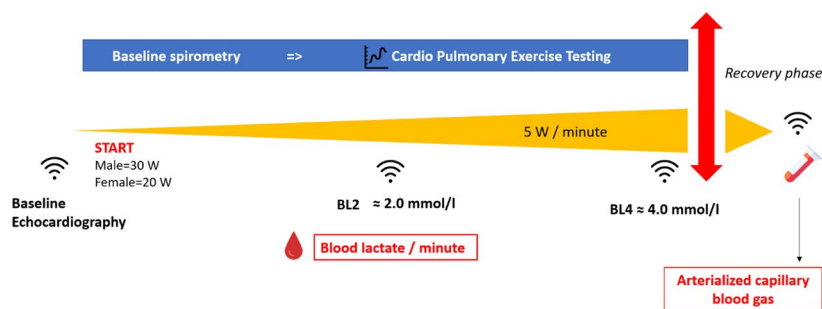 Baseline spirometry => Cardio Pulmonary Exercise Testing
Recovery phase
5 W / minute
START
Male=30 W
Female=20 W
Baseline
Echocardiography
BL2 ≈ 2.0 mmol/l
BL4 ≈ 4.0 mmol/l
Blood lactate / minute
Arterialized capillary
blood gas